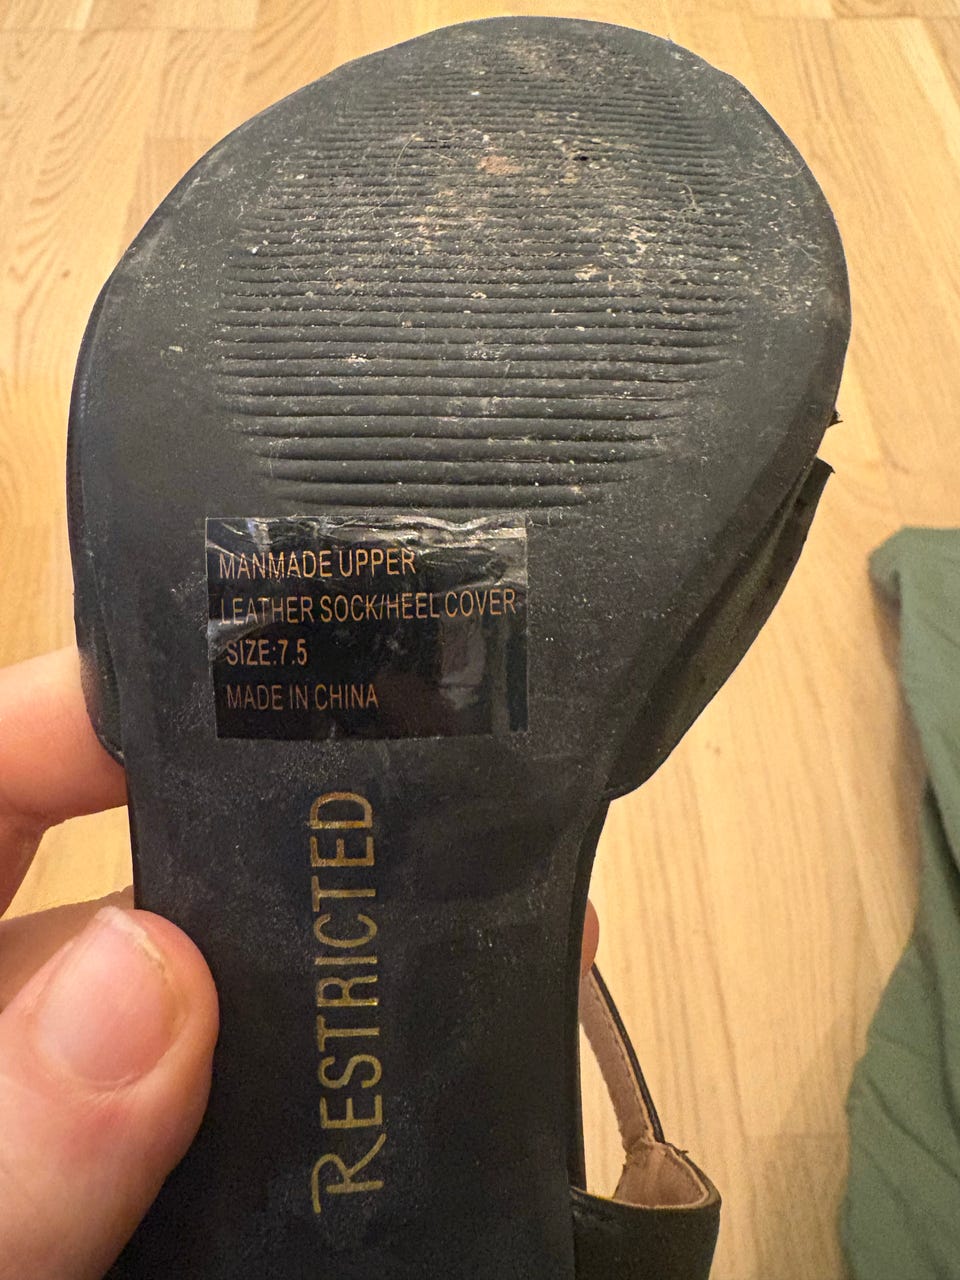 MANMADE UPPER
LEATHER SOCK/HEEL COVER
SIZE:7.5
MADE IN CHINA
RESTRICTED